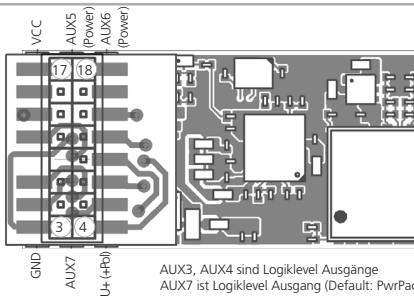 VCC
AUX5
(Power)
AUX6
(Power)
17 18
3 4
GND
AUX7
U+ (+Pol)
AUX3, AUX4 sind Logiklevel Ausgänge
AUX7 ist Logiklevel Ausgang (Default: PwrPac